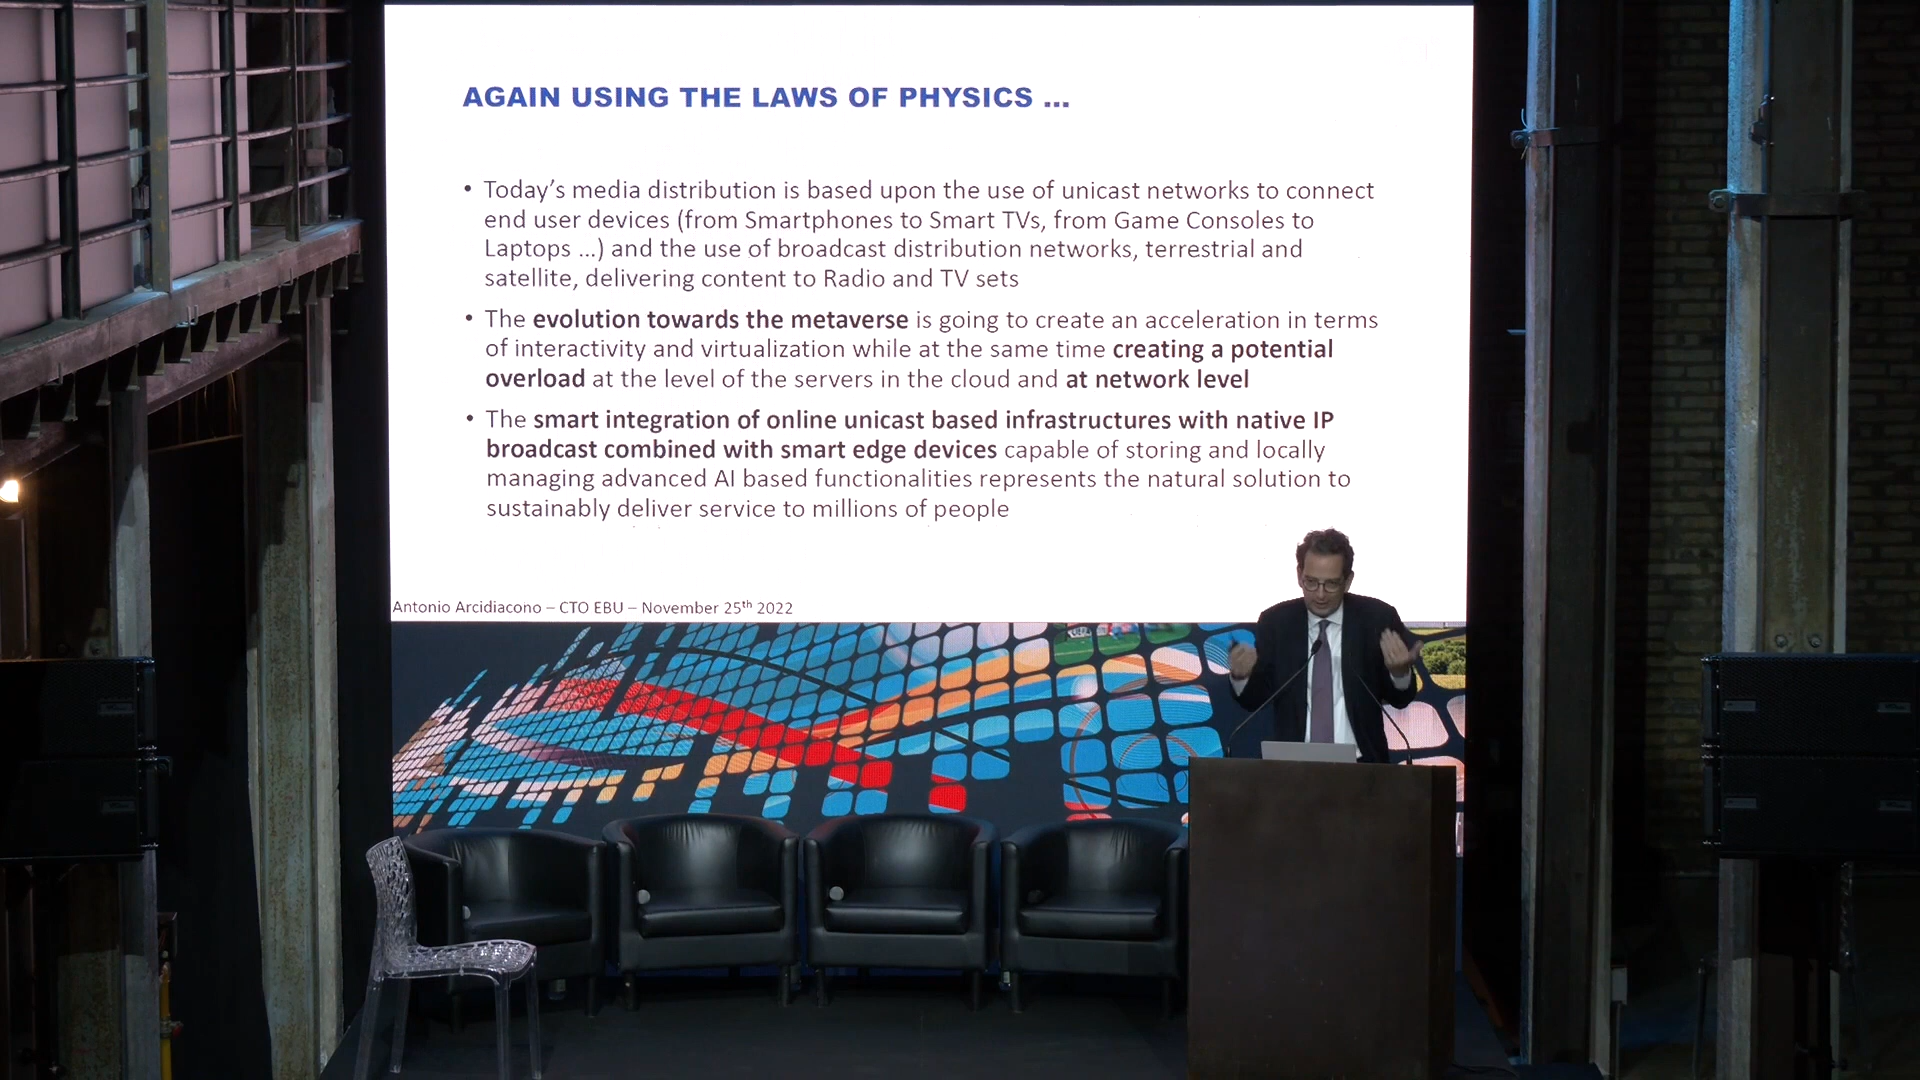 AGAIN USING THE LAWS OF PHYSICS ...
• Today's media distribution is based upon the use of unicast networks to connect
end user devices (from Smartphones to Smart TVs, from Game Consoles to
Laptops ...) and the use of broadcast distribution networks, terrestrial and
satellite, delivering content to Radio and TV sets
• The evolution towards the metaverse is going to create an acceleration in terms
of interactivity and virtualization while at the same time creating a potential
overload at the level of the servers in the cloud and at network level
• The smart integration of online unicast based infrastructures with native IP
broadcast combined with smart edge devices capable of storing and locally
managing advanced AI based functionalities represents the natural solution to
sustainably deliver service to millions of people
Antonio Arcidiacono – CTO EBU – November 25th 2022